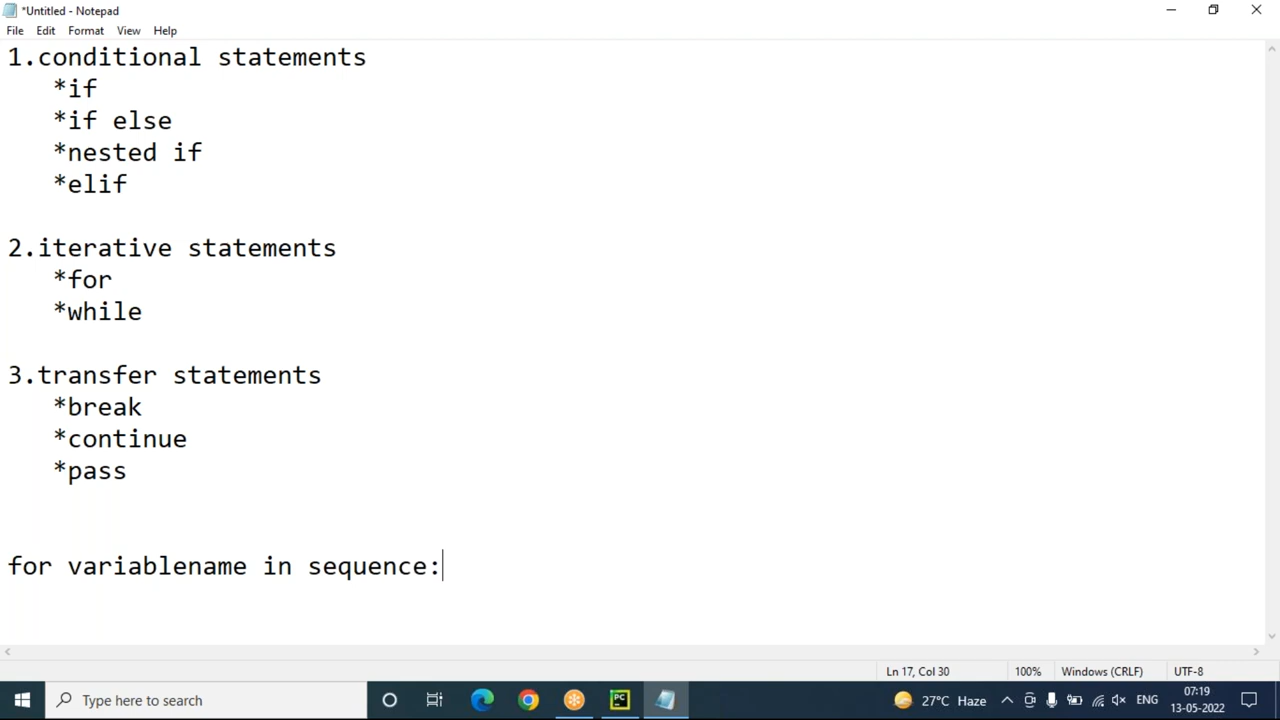 *Untitled - Notepad
File Edit Format View Help
1.conditional statements
*if
*if else
*nested if
*elif
2.iterative statements
*for
*while
3.transfer statements
*break
*continue
*pass
for variablename in sequence:
Ln 17, Col 30 100% Windows (CRLF) UTF-8
Type here to search PC 27°C Haze ENG 07:19
13-05-2022